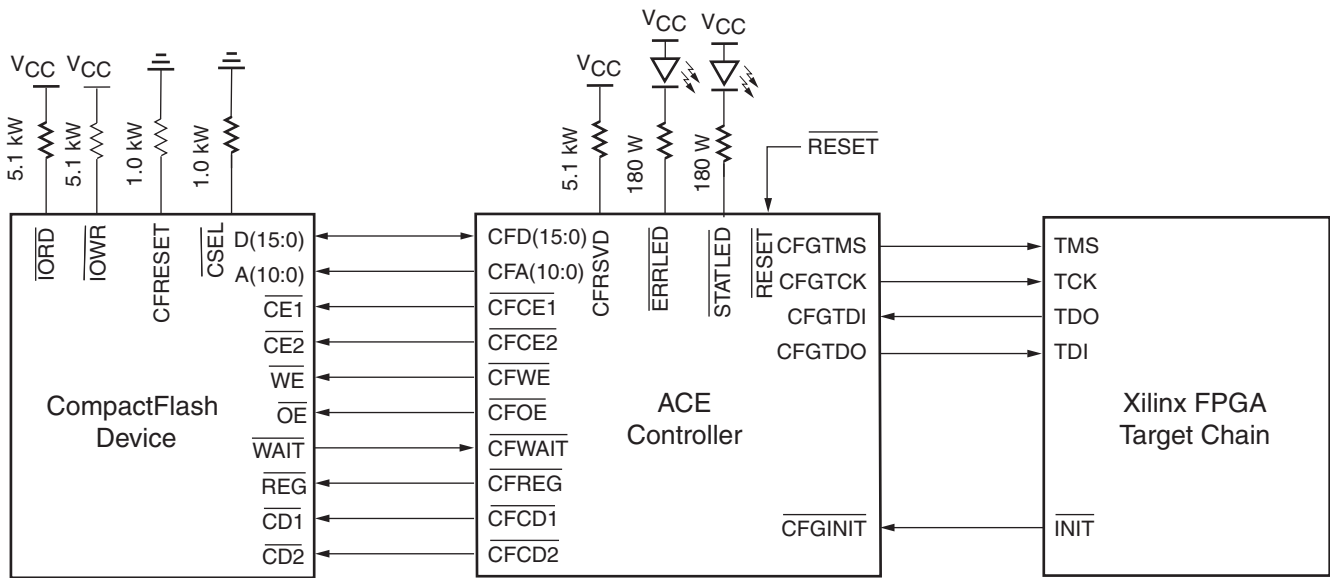 VCC
VCC
VCC
VCC
VCC
5.1 kW
5.1 kW
1.0 kW
1.0 kW
5.1 kW
180 W
180 W
RESET
IORD
IOWR
CFRESET
CSEL
D(15:0)
A(10:0)
CE1
CE2
WE
OE
WAIT
REG
CD1
CD2
CompactFlash
Device
CFD(15:0)
CFA(10:0)
CFCE1
CFCE2
CFWE
CFOE
CFWAIT
CFREG
CFCD1
CFCD2
CFRSVD
ERRLED
STATLED
RESET
ACE
Controller
CFGTMS
CFGTCK
CFGTDI
CFGTDO
CFGINIT
TMS
TCK
TDO
TDI
Xilinx FPGA
Target Chain
INIT